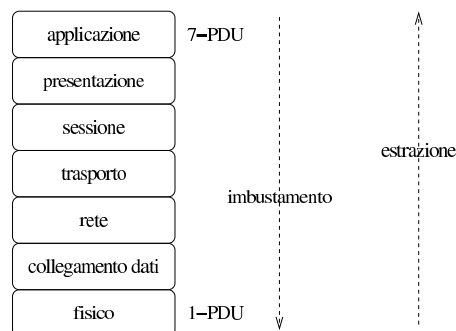 applicazione 7–PDU
presentazione
sessione
estrazione
trasporto
imbustamento
rete
collegamento dati
fisico 1–PDU